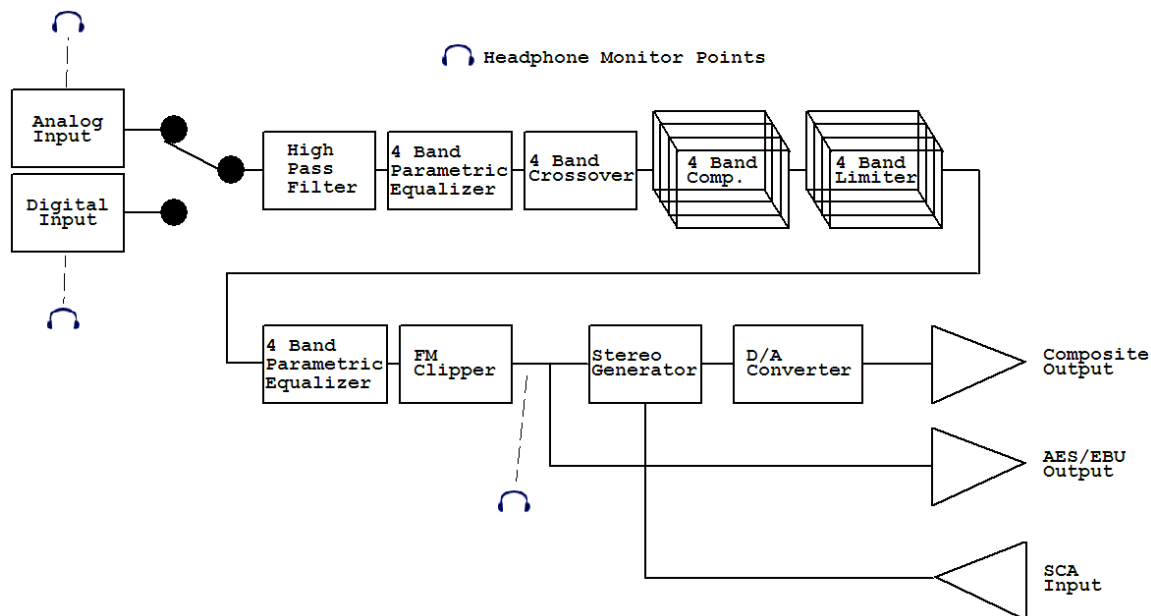 Headphone Monitor Points
Analog
Input
Digital
Input
High
Pass
Filter
4 Band
Parametric
Equalizer
4 Band
Crossover
4 Band
Comp.
4 Band
Limiter
4 Band
Parametric
Equalizer
FM
Clipper
Stereo
Generator
D/A
Converter
Composite
Output
AES/EBU
Output
SCA
Input